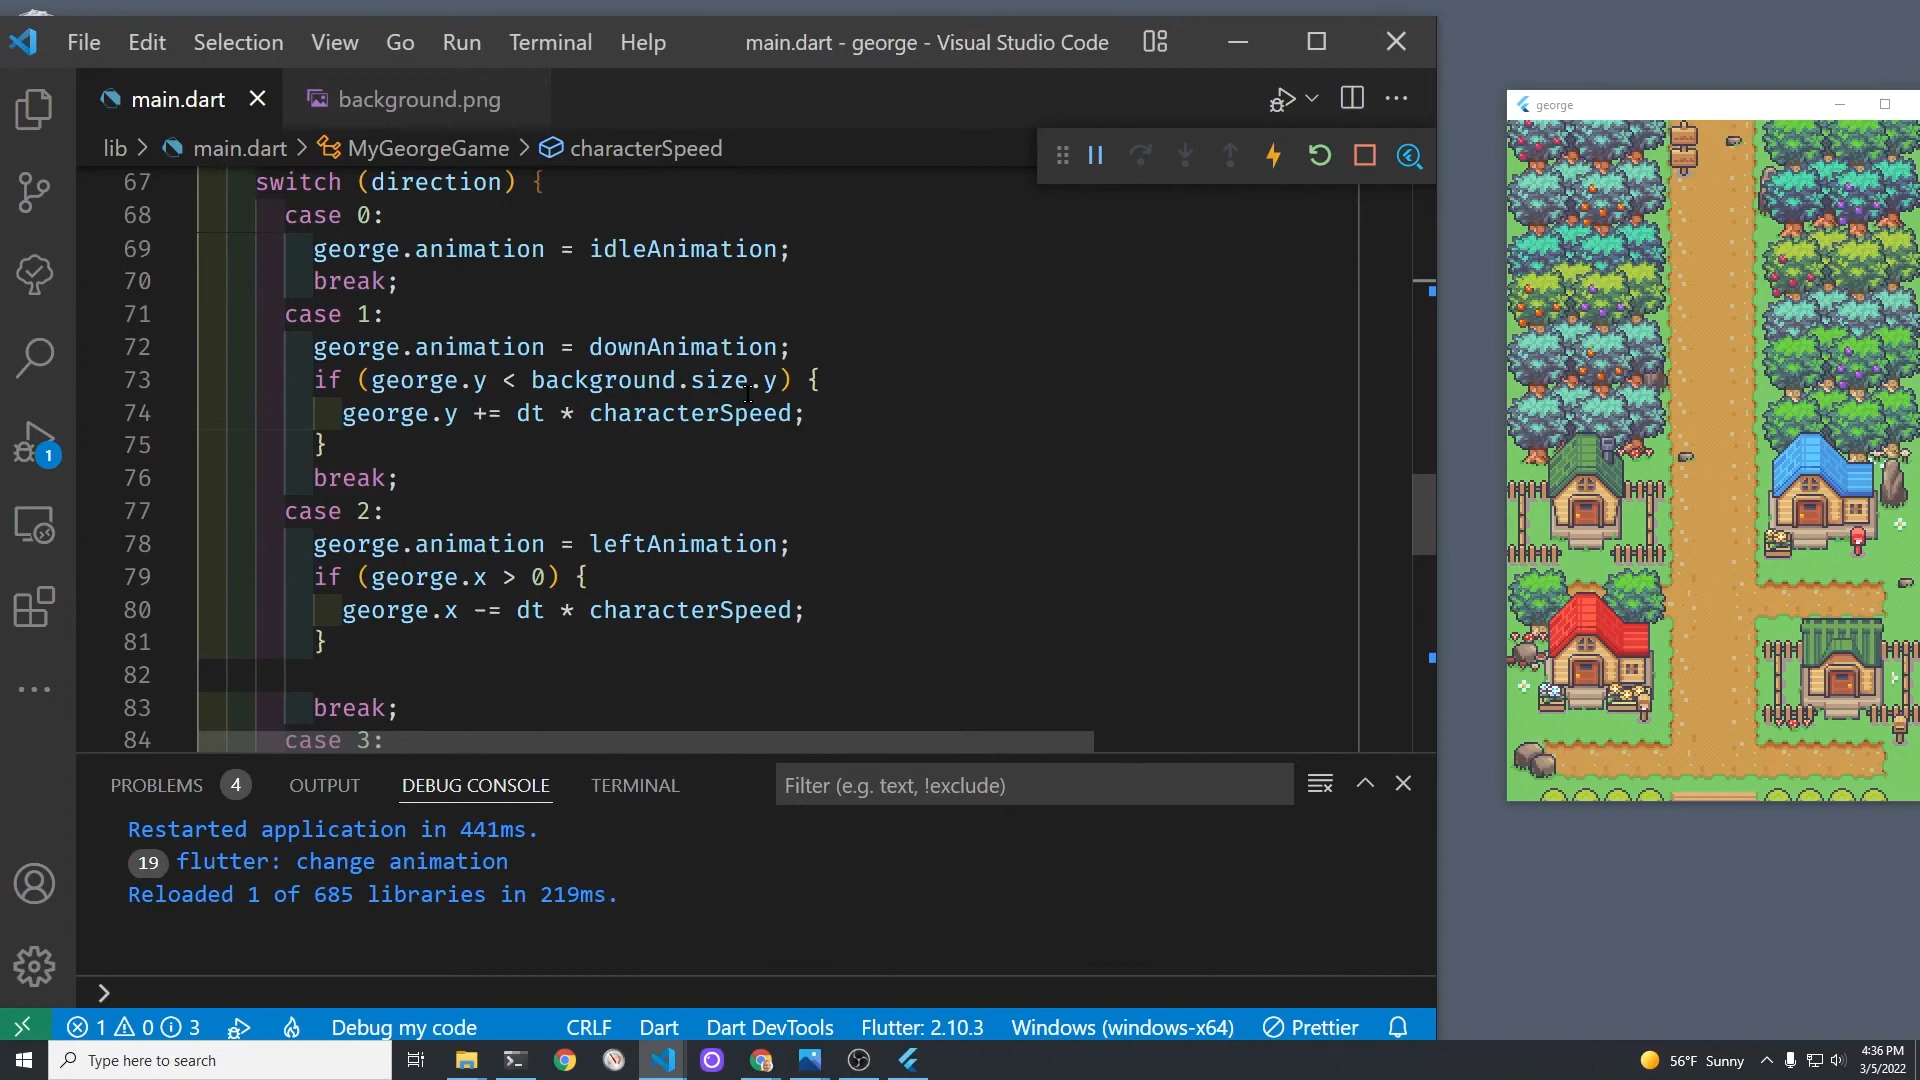 File Edit Selection View Go Run Terminal Help main.dart - george - Visual Studio Code
main.dart background.png
george
lib > main.dart > MyGeorgeGame > characterSpeed
67 switch (direction) {
68 case 0:
69 george.animation = idleAnimation;
70 break;
71 case 1:
72 george.animation = downAnimation;
73 if (george.y < background.size.y) {
74 george.y += dt * characterSpeed;
75 }
76 break;
77 case 2:
78 george.animation = leftAnimation;
79 if (george.x > 0) {
80 george.x -= dt * characterSpeed;
81 }
82
83 break;
84 case 3:
1
PROBLEMS 4 OUTPUT DEBUG CONSOLE TERMINAL Filter (e.g. text, !exclude)
Restarted application in 441ms.
19 flutter: change animation
Reloaded 1 of 685 libraries in 219ms.
>
1 0 3 Debug my code CRLF Dart Dart DevTools Flutter: 2.10.3 Windows (windows-x64) Prettier
Type here to search 56°F Sunny 4:36 PM
3/5/2022